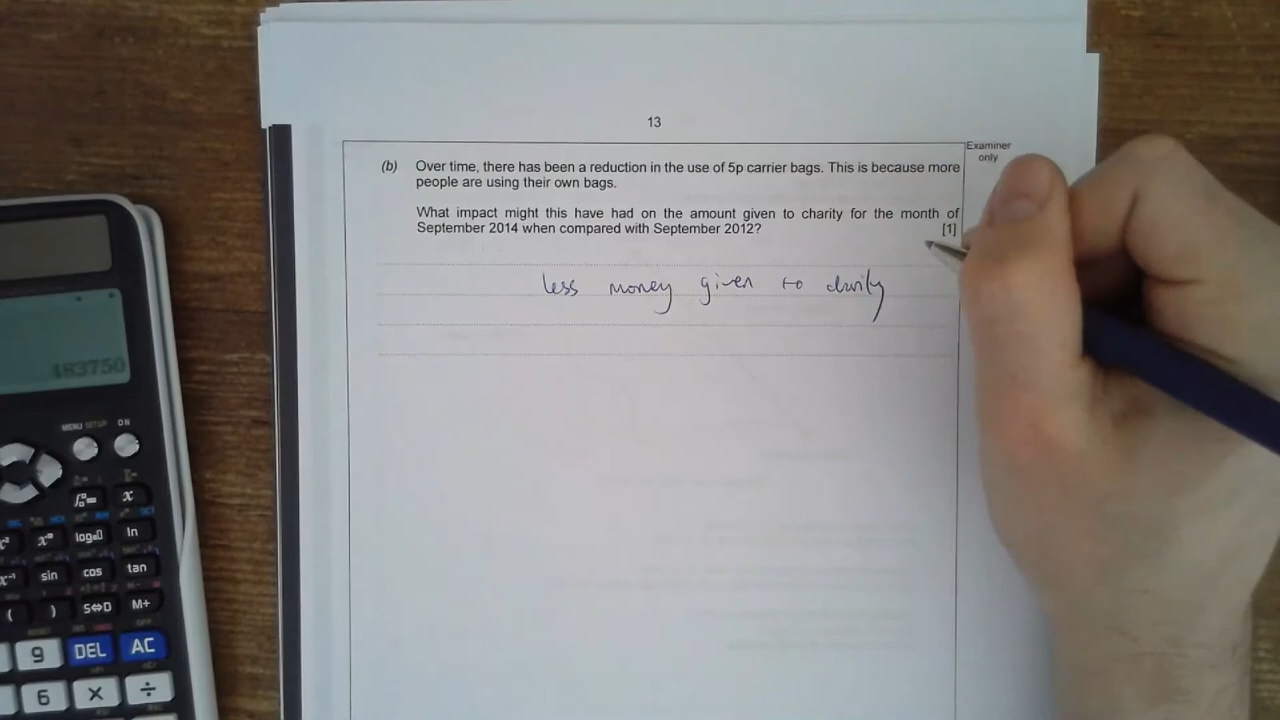 13
Examiner
only
(b) Over time, there has been a reduction in the use of 5p carrier bags. This is because more
people are using their own bags.
What impact might this have had on the amount given to charity for the month of
September 2014 when compared with September 2012?
[1]
less money given to charity
483750
MENU SETUP ON
x
log ln
sin cos tan
( ) S⇔D M+
9 DEL AC
6 × ÷